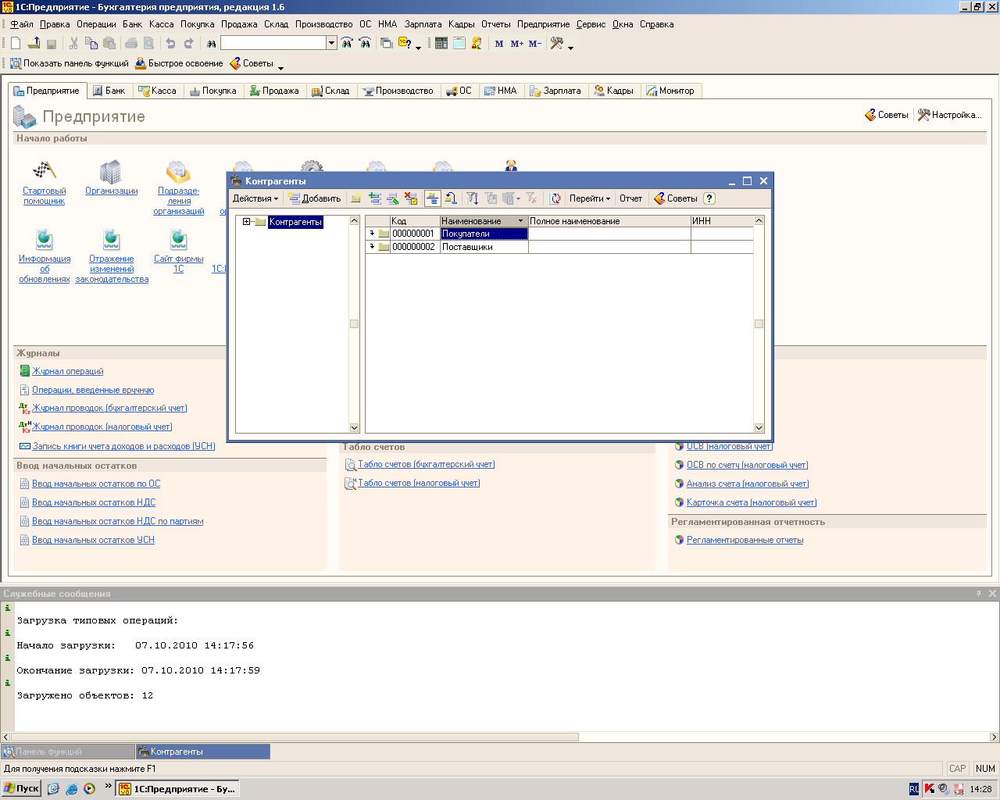 1С:Предприятие - Бухгалтерия предприятия, редакция 1.6
Файл Правка Операции Банк Касса Покупка Продажа Склад Производство ОС НМА Зарплата Кадры Отчеты Предприятие Сервис Окна Справка
M M+ M-
Показать панель функций Быстрое освоение Советы
Предприятие Банк Касса Покупка Продажа Склад Производство ОС НМА Зарплата Кадры Монитор
Предприятие
Советы Настройка...
Начало работы
Стартовый помощник
Организации
Подразде-
ления
организаций
Информация
об
обновлениях
Отражение
изменений
законодательства
Сайт фирмы
1С
1С:
Контрагенты
Действия Добавить Перейти Отчет Советы ?
Контрагенты
Код Наименование Полное наименование ИНН
000000001 Покупатели
000000002 Поставщики
Журналы
Журнал операций
Операции, введенные вручную
Журнал проводок (бухгалтерский учет)
Журнал проводок (налоговый учет)
Запись книги учета доходов и расходов (УСН)
Ввод начальных остатков
Ввод начальных остатков по ОС
Ввод начальных остатков НДС
Ввод начальных остатков НДС по партиям
Ввод начальных остатков УСН
Табло счетов
Табло счетов (бухгалтерский учет)
Табло счетов (налоговый учет)
ОСВ (налоговый учет)
ОСВ по счету (налоговый учет)
Анализ счета (налоговый учет)
Карточка счета (налоговый учет)
Регламентированная отчетность
Регламентированные отчеты
Служебные сообщения
Загрузка типовых операций:
Начало загрузки: 07.10.2010 14:17:56
Окончание загрузки: 07.10.2010 14:17:59
Загружено объектов: 12
Панель функций Контрагенты
Для получения подсказки нажмите F1
CAP NUM
Пуск » 1С:Предприятие - Бу... RU 14:28